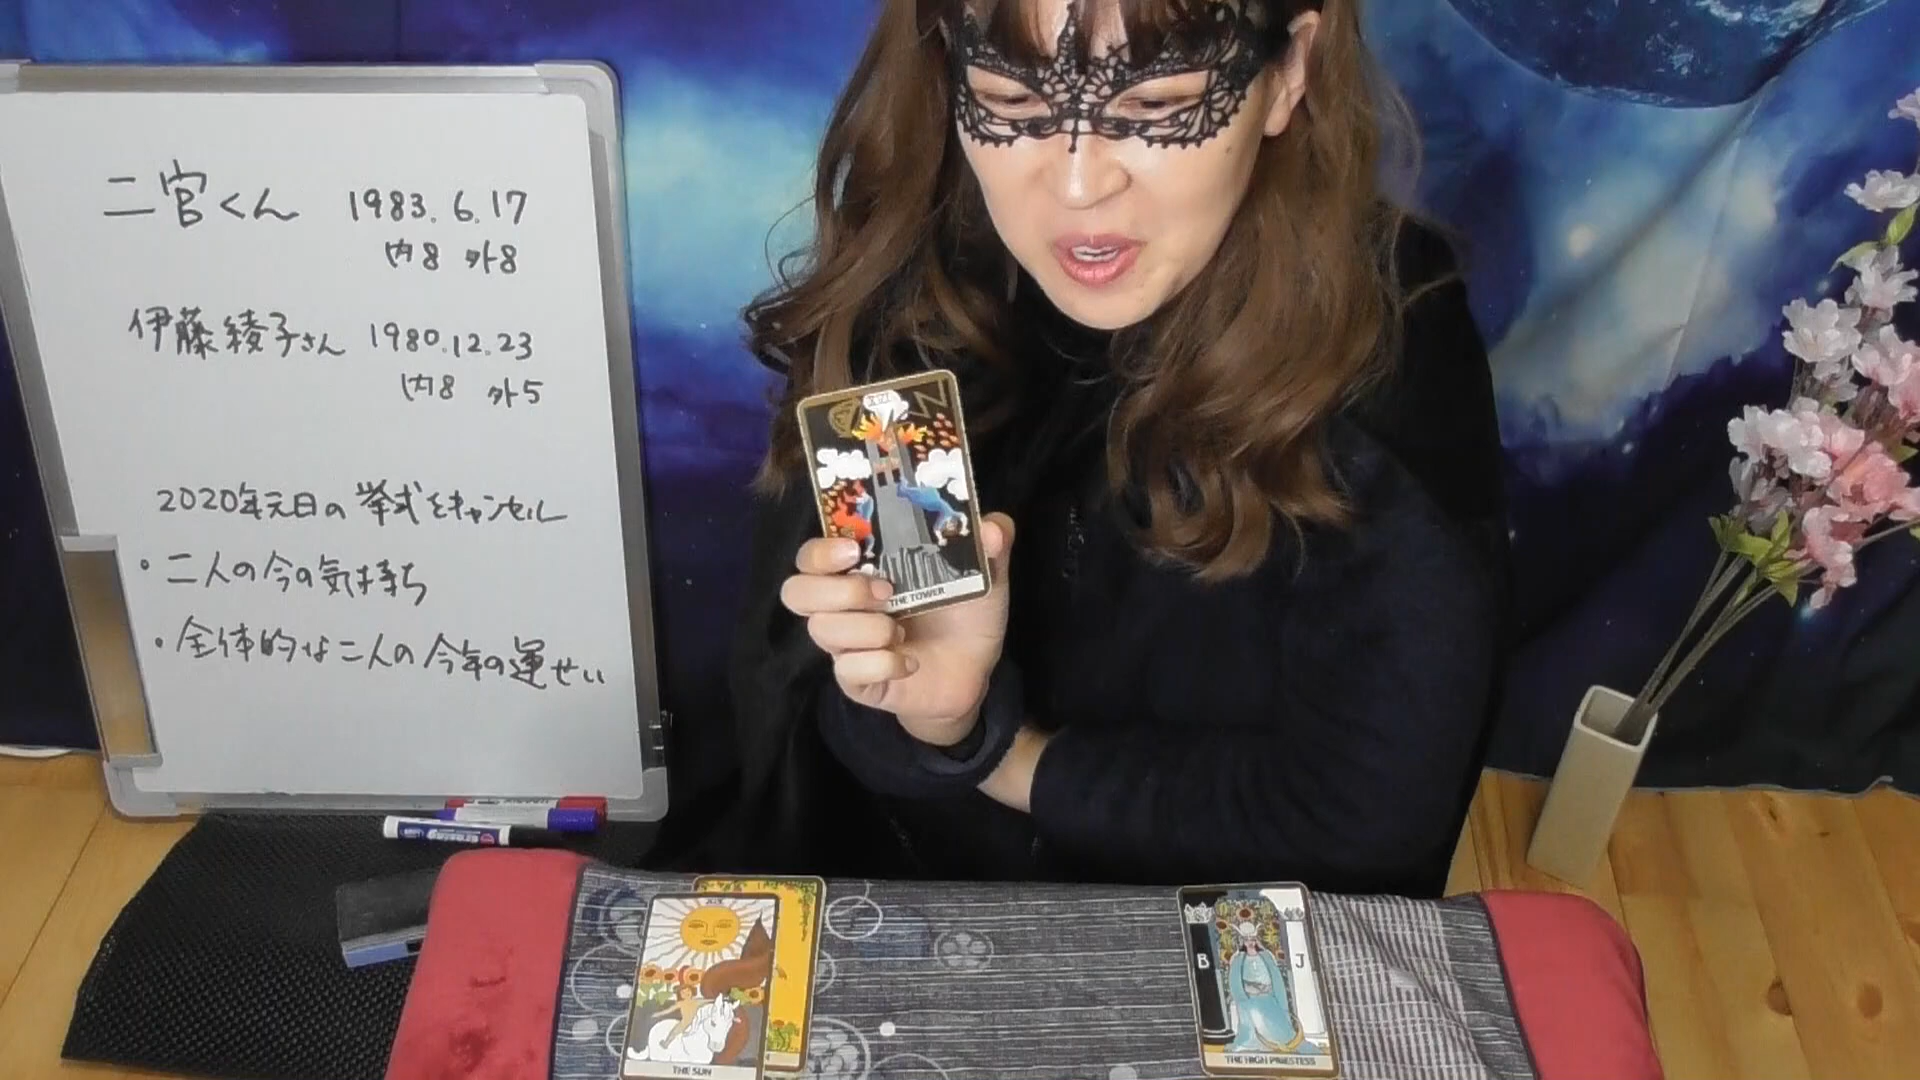 二宮くん 1983.6.17
内8 外8
伊藤綾子さん 1980.12.23
内8 外5
2020年元日の挙式をキャンセル
・二人の今の気持ち
・全体的な二人の今年の運せい
XVI
THE TOWER
XIX
THE SUN
B J
THE HIGH PRIESTESS